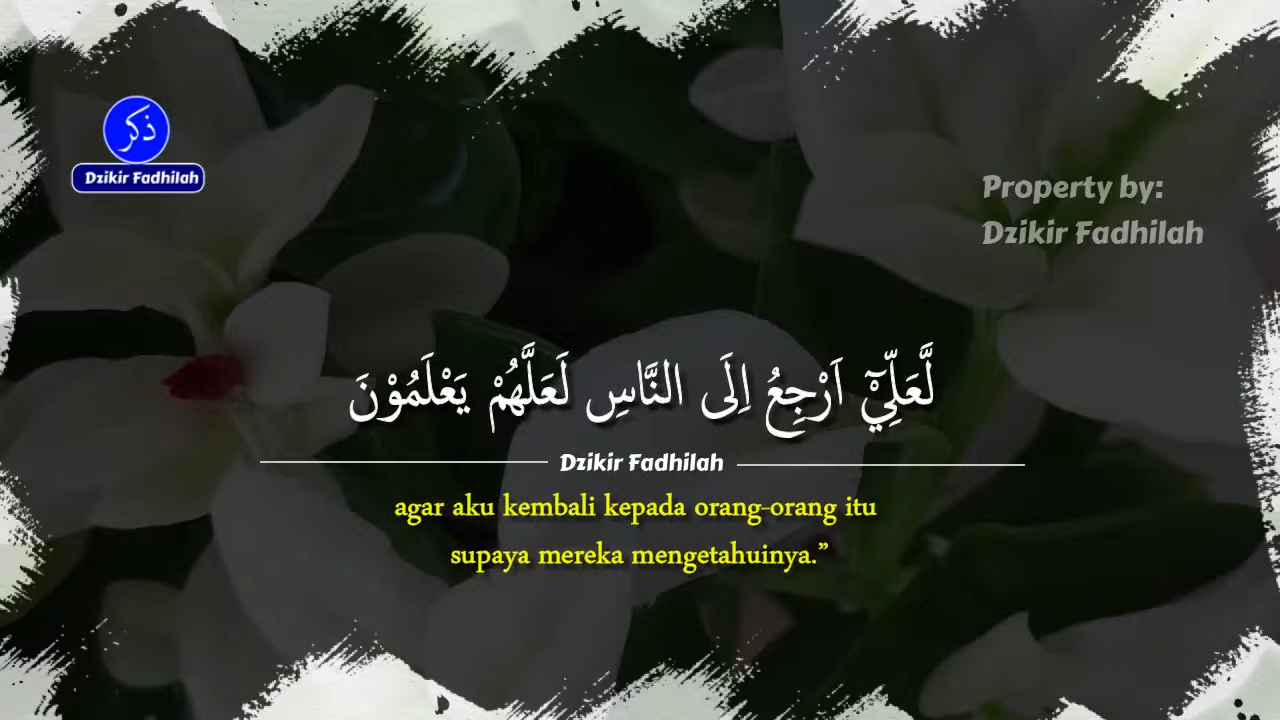 ذكر
Dzikir Fadhilah
Property by:
Dzikir Fadhilah
لَّعَلِّيْٓ اَرْجِعُ اِلَى النَّاسِ لَعَلَّهُمْ يَعْلَمُوْنَ
Dzikir Fadhilah
agar aku kembali kepada orang-orang itu
supaya mereka mengetahuinya.”